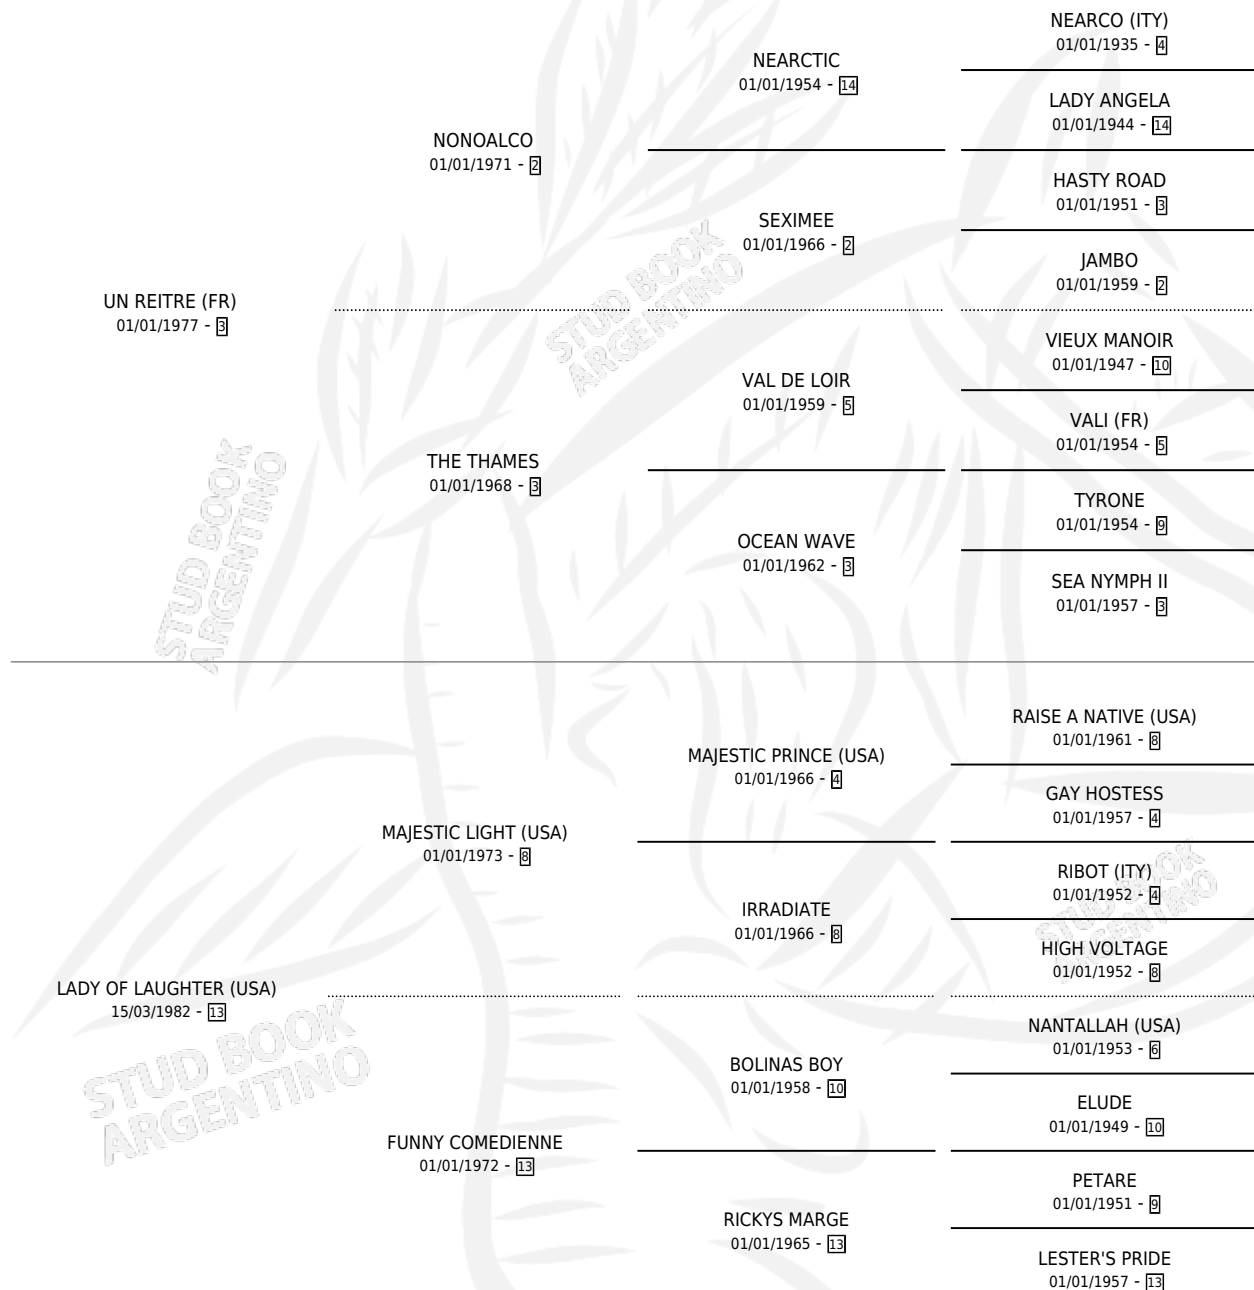 NEARCO (ITY)
01/01/1935 - 4
NEARCTIC
01/01/1954 - 14
LADY ANGELA
01/01/1944 - 14
NONOALCO
01/01/1971 - 2
HASTY ROAD
01/01/1951 - 3
SEXIMEE
01/01/1966 - 2
JAMBO
01/01/1959 - 2
UN REITRE (FR)
01/01/1977 - 3
VIEUX MANOIR
01/01/1947 - 10
VAL DE LOIR
01/01/1959 - 5
VALI (FR)
01/01/1954 - 5
THE THAMES
01/01/1968 - 3
TYRONE
01/01/1954 - 9
OCEAN WAVE
01/01/1962 - 3
SEA NYMPH II
01/01/1957 - 3
RAISE A NATIVE (USA)
01/01/1961 - 8
MAJESTIC PRINCE (USA)
01/01/1966 - 4
GAY HOSTESS
01/01/1957 - 4
MAJESTIC LIGHT (USA)
01/01/1973 - 8
RIBOT (ITY)
01/01/1952 - 4
IRRADIATE
01/01/1966 - 8
HIGH VOLTAGE
01/01/1952 - 8
LADY OF LAUGHTER (USA)
15/03/1982 - 13
NANTALLAH (USA)
01/01/1953 - 6
BOLINAS BOY
01/01/1958 - 10
ELUDE
01/01/1949 - 10
FUNNY COMEDIENNE
01/01/1972 - 13
PETARE
01/01/1951 - 9
RICKYS MARGE
01/01/1965 - 13
LESTER'S PRIDE
01/01/1957 - 13
STUD BOOK
ARGENTINO
STUD BOOK
ARGENTINO
STUD BOOK
ARGENTINO
STUD BOOK
ARGENTINO